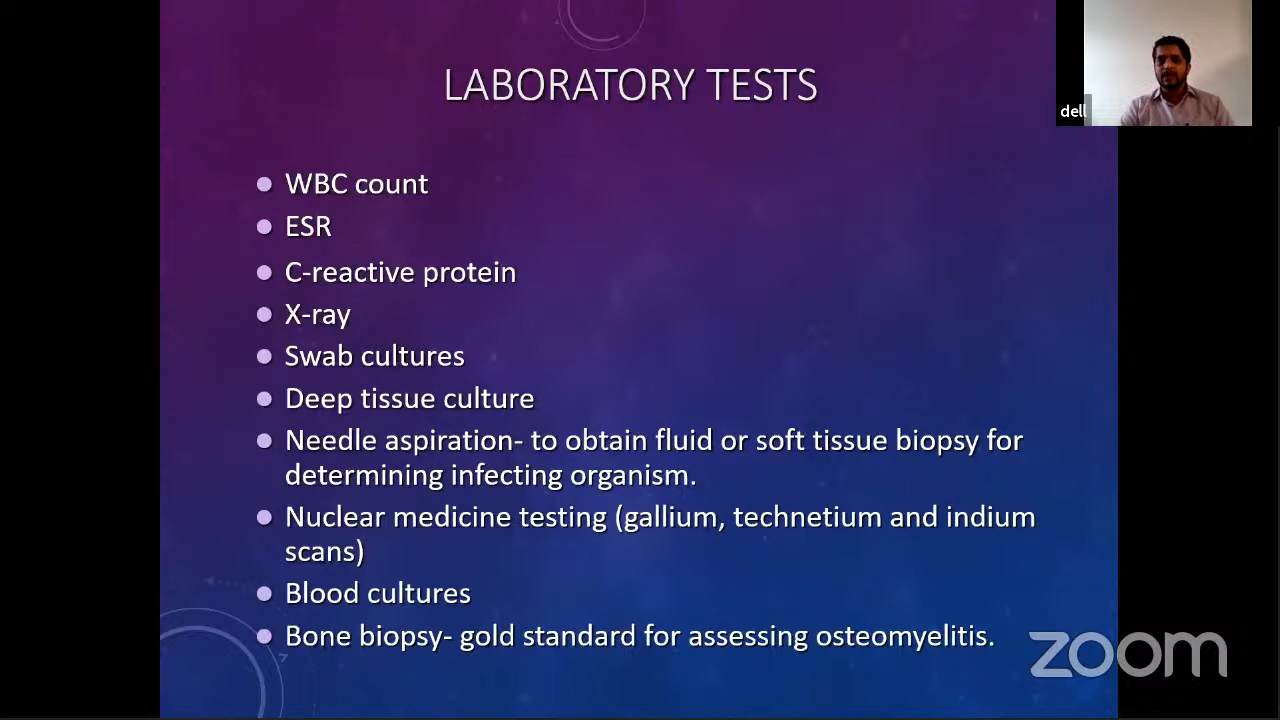 LABORATORY TESTS
dell
WBC count
ESR
C-reactive protein
X-ray
Swab cultures
Deep tissue culture
Needle aspiration- to obtain fluid or soft tissue biopsy for
determining infecting organism.
Nuclear medicine testing (gallium, technetium and indium
scans)
Blood cultures
Bone biopsy- gold standard for assessing osteomyelitis.
zoom